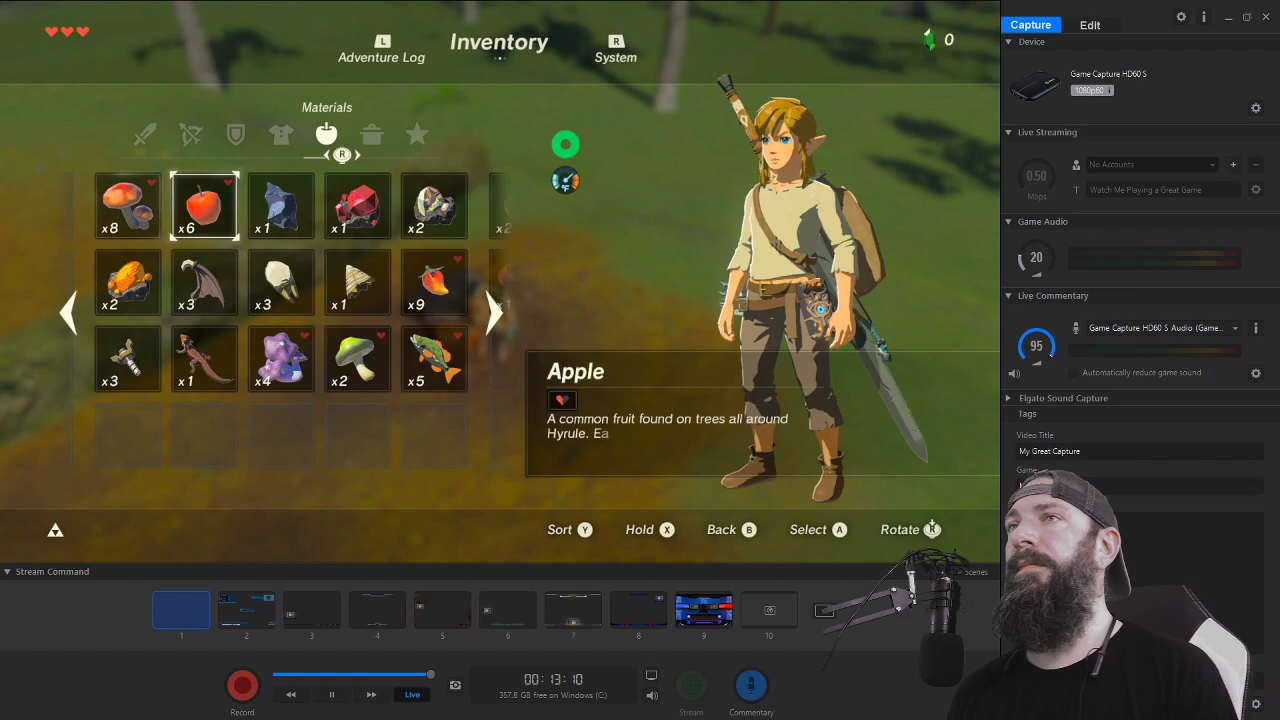 L
Adventure Log
Inventory
R
System
0
Materials
R
x8
x6
x1
x1
x2
x2
x2
x3
x3
x1
x9
x3
x1
x4
x2
x5
Apple
A common fruit found on trees all around
Hyrule. Ea
Sort Y
Hold X
Back B
Select A
Rotate R
Capture
Edit
Device
Game Capture HD60 S
1080p60
Live Streaming
0.50
Mbps
No Accounts
T Watch Me Playing a Great Game
Game Audio
20
Live Commentary
95
Game Capture HD60 S Audio (Game...
Automatically reduce game sound
Elgato Sound Capture
Tags
Video Title
My Great Capture
Game
Stream Command
Scenes
1
2
3
4
5
6
7
8
9
10
Record
Live
00:13:10
357.8 GB free on Windows (C:)
Stream
Commentary